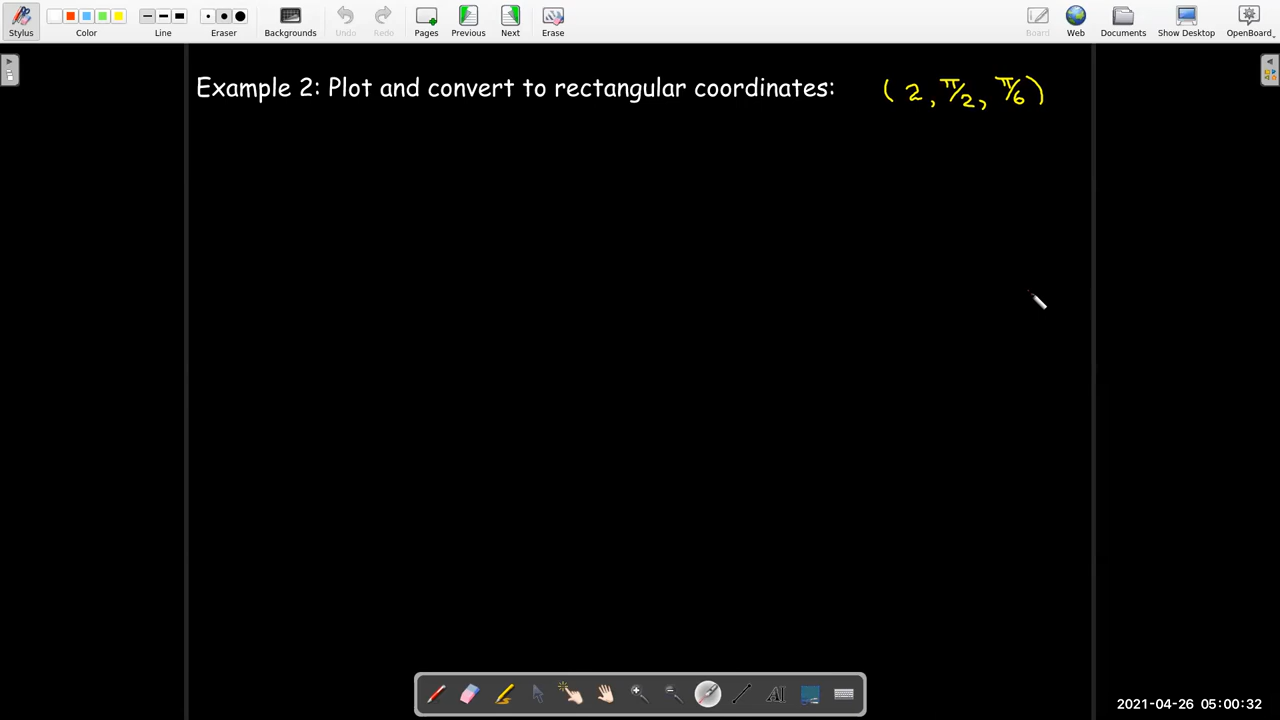 Stylus Color Line Eraser Backgrounds Undo Redo Pages Previous Next Erase Board Web Documents Show Desktop OpenBoard
Example 2: Plot and convert to rectangular coordinates: (2, π/2, π/6)
AI
2021-04-26 05:00:32